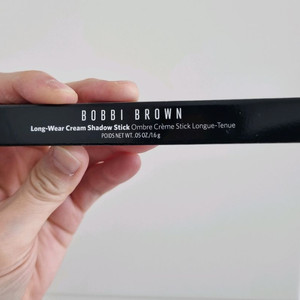 BOBBI BROWN
Long-Wear Cream Shadow Stick Ombre Crème Stick Longue-Tenue
POIDS NET WT. .05 OZ./1.6 g